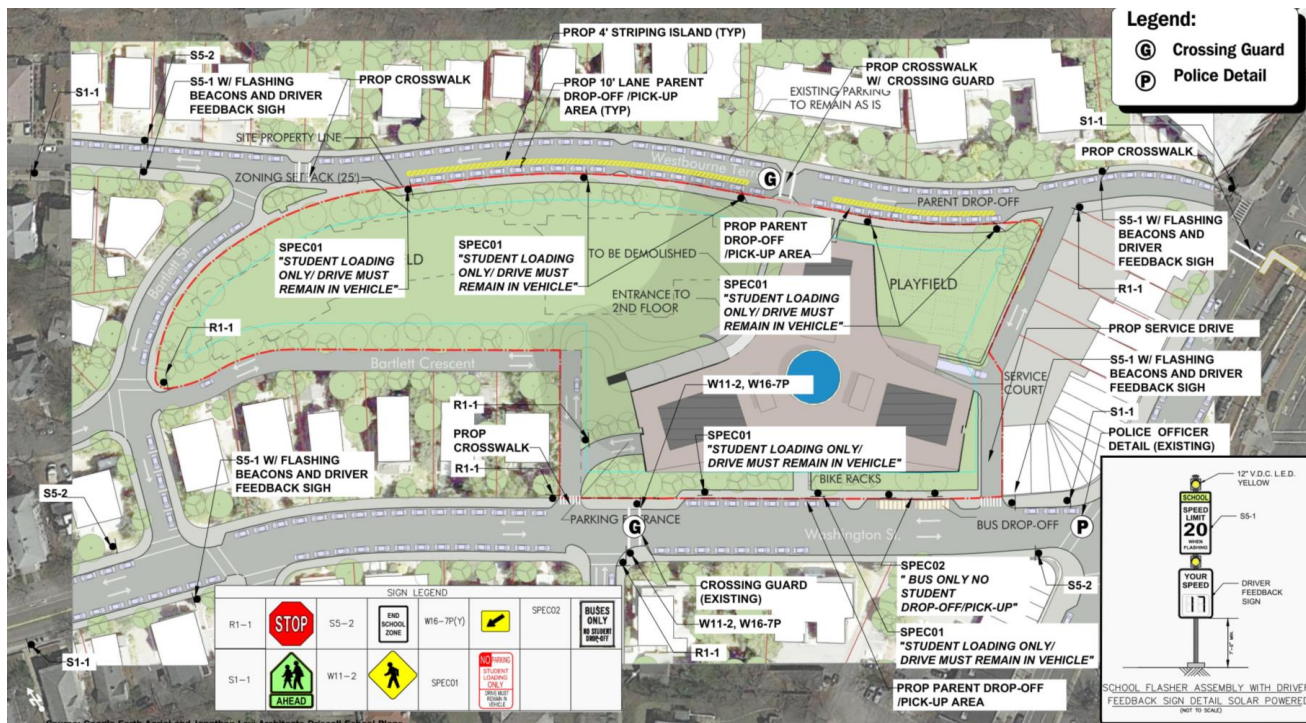 Legend:
G Crossing Guard
P Police Detail
PROP 4' STRIPING ISLAND (TYP)
S5-2
S5-1 W/ FLASHING
BEACONS AND DRIVER
FEEDBACK SIGH
S1-1
PROP CROSSWALK
PROP 10' LANE PARENT
DROP-OFF /PICK-UP
AREA (TYP)
PROP CROSSWALK
W/ CROSSING GUARD
EXISTING PARKING
TO REMAIN AS IS
S1-1
PROP CROSSWALK
SITE PROPERTY LINE
ZONING SETBACK (25')
Westbourne Terr
G
PARENT DROP-OFF
S5-1 W/ FLASHING
BEACONS AND
DRIVER
FEEDBACK SIGH
R1-1
Bartlett St.
SPEC01
"STUDENT LOADING
ONLY/ DRIVE MUST
REMAIN IN VEHICLE"
SPEC01
"STUDENT LOADING
ONLY/ DRIVE MUST
REMAIN IN VEHICLE"
TO BE DEMOLISHED
ENTRANCE TO
2ND FLOOR
PROP PARENT
DROP-OFF
/PICK-UP AREA
SPEC01
"STUDENT LOADING
ONLY/ DRIVE MUST
REMAIN IN VEHICLE"
PLAYFIELD
R1-1
Bartlett Crescent
PROP SERVICE DRIVE
S5-1 W/ FLASHING
BEACONS AND DRIVER
FEEDBACK SIGH
SERVICE
COURT
S1-1
POLICE OFFICER
DETAIL (EXISTING)
W11-2, W16-7P
R1-1
PROP
CROSSWALK
R1-1
SPEC01
"STUDENT LOADING ONLY/
DRIVE MUST REMAIN IN VEHICLE"
BIKE RACKS
S5-1 W/ FLASHING
BEACONS AND DRIVER
FEEDBACK SIGH
S5-2
PARKING ENTRANCE
G
Washington St.
BUS DROP-OFF
P
CROSSING GUARD
(EXISTING)
W11-2, W16-7P
R1-1
SPEC02
" BUS ONLY NO
STUDENT
DROP-OFF/PICK-UP"
S5-2
SPEC01
"STUDENT LOADING ONLY/
DRIVE MUST REMAIN IN VEHICLE"
PROP PARENT DROP-OFF
/PICK-UP AREA
S1-1
SIGN LEGEND
R1-1
STOP
S5-2
END
SCHOOL
ZONE
W16-7P(Y)
SPEC02
BUSES
ONLY
NO STUDENT
DROP-OFF
S1-1
AHEAD
W11-2
SPEC01
NO PARKING
STUDENT
LOADING
ONLY
DRIVE MUST
REMAIN IN
VEHICLE
12" V.D.C. L.E.D.
YELLOW
SCHOOL
SPEED
LIMIT
20
WHEN
FLASHING
S5-1
YOUR
SPEED
17
DRIVER
FEEDBACK
SIGN
SCHOOL FLASHER ASSEMBLY WITH DRIVER
FEEDBACK SIGN DETAIL SOLAR POWERED
(NOT TO SCALE)